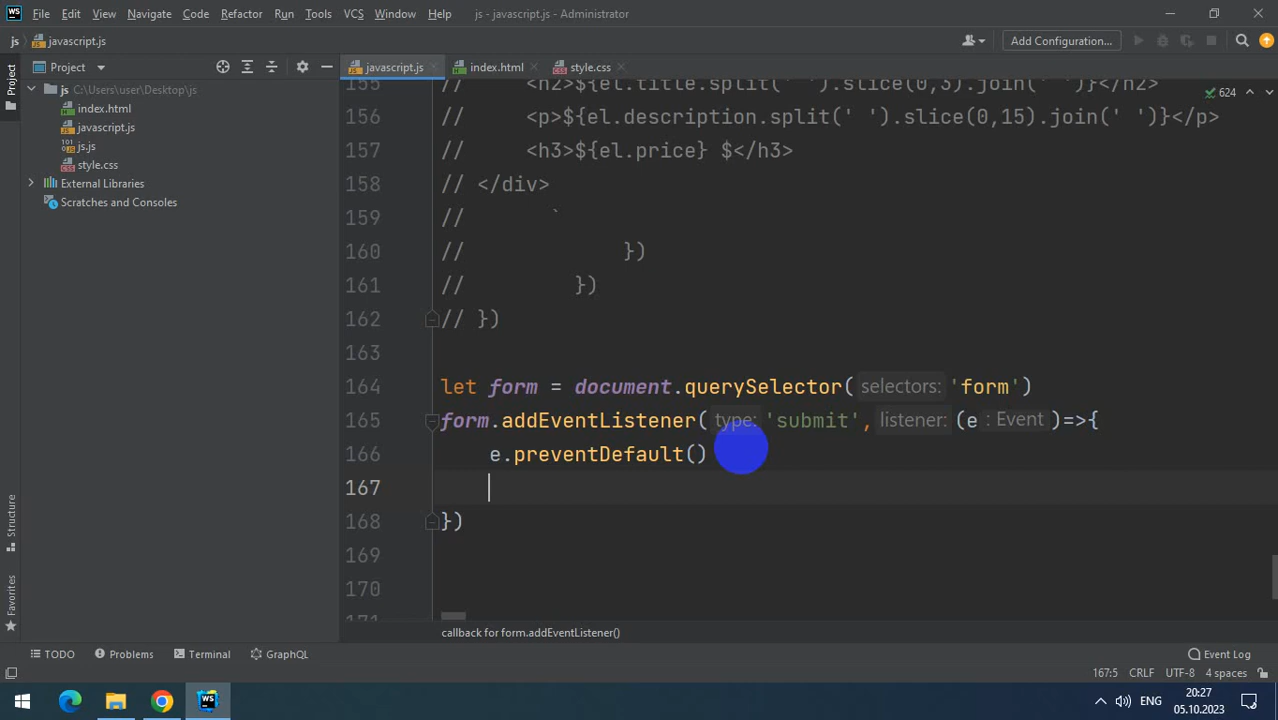 WS File Edit View Navigate Code Refactor Run Tools VCS Window Help js - javascript.js - Administrator
js javascript.js Add Configuration...
Project javascript.js index.html style.css
js C:\Users\user\Desktop\js
index.html
javascript.js
js.js
style.css
External Libraries
Scratches and Consoles
Project
Structure
Favorites
624
155 // <h2>${el.title.split(' ').slice(0,3).join(' ')}</h2>
156 // <p>${el.description.split(' ').slice(0,15).join(' ')}</p>
157 // <h3>${el.price} $</h3>
158 // </div>
159 // `
160 // })
161 // })
162 // })
163
164 let form = document.querySelector( selectors: 'form')
165 form.addEventListener( type: 'submit', listener: (e : Event )=>{
166 e.preventDefault()
167
168 })
169
170
171
callback for form.addEventListener()
TODO Problems Terminal GraphQL Event Log
167:5 CRLF UTF-8 4 spaces
WS ENG 20:27
05.10.2023